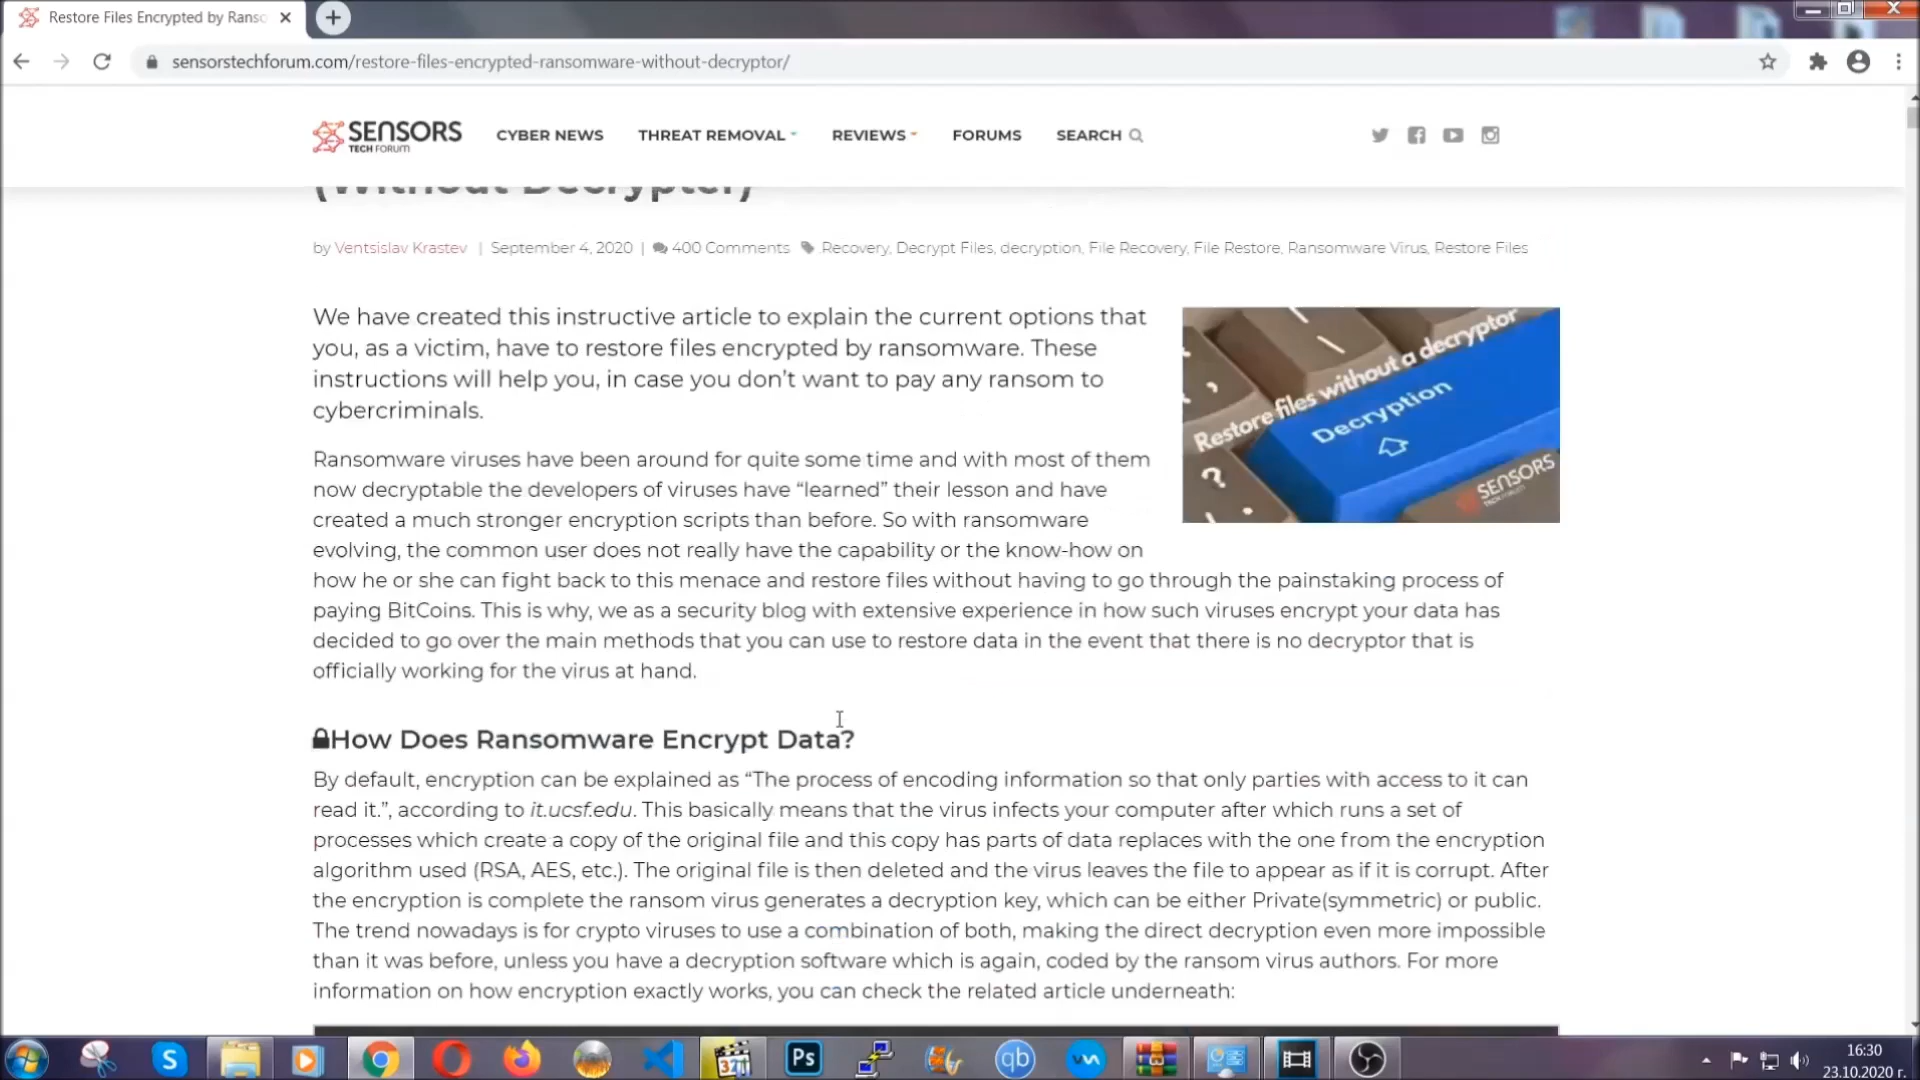 Restore Files Encrypted by Ranso
sensorstechforum.com/restore-files-encrypted-ransomware-without-decryptor/
SENSORS
TECH FORUM
CYBER NEWS THREAT REMOVAL REVIEWS FORUMS SEARCH
(Without Decrypter)
by Ventsislav Krastev | September 4, 2020 | 400 Comments Recovery, Decrypt Files, decryption, File Recovery, File Restore, Ransomware Virus, Restore Files
We have created this instructive article to explain the current options that
you, as a victim, have to restore files encrypted by ransomware. These
instructions will help you, in case you don’t want to pay any ransom to
cybercriminals.
Restore files without a decryptor
Decryption
SENSORS
Ransomware viruses have been around for quite some time and with most of them
now decryptable the developers of viruses have “learned” their lesson and have
created a much stronger encryption scripts than before. So with ransomware
evolving, the common user does not really have the capability or the know-how on
how he or she can fight back to this menace and restore files without having to go through the painstaking process of
paying BitCoins. This is why, we as a security blog with extensive experience in how such viruses encrypt your data has
decided to go over the main methods that you can use to restore data in the event that there is no decryptor that is
officially working for the virus at hand.
How Does Ransomware Encrypt Data?
By default, encryption can be explained as “The process of encoding information so that only parties with access to it can
read it.”, according to it.ucsf.edu. This basically means that the virus infects your computer after which runs a set of
processes which create a copy of the original file and this copy has parts of data replaces with the one from the encryption
algorithm used (RSA, AES, etc.). The original file is then deleted and the virus leaves the file to appear as if it is corrupt. After
the encryption is complete the ransom virus generates a decryption key, which can be either Private(symmetric) or public.
The trend nowadays is for crypto viruses to use a combination of both, making the direct decryption even more impossible
than it was before, unless you have a decryption software which is again, coded by the ransom virus authors. For more
information on how encryption exactly works, you can check the related article underneath:
16:30
23.10.2020 г.